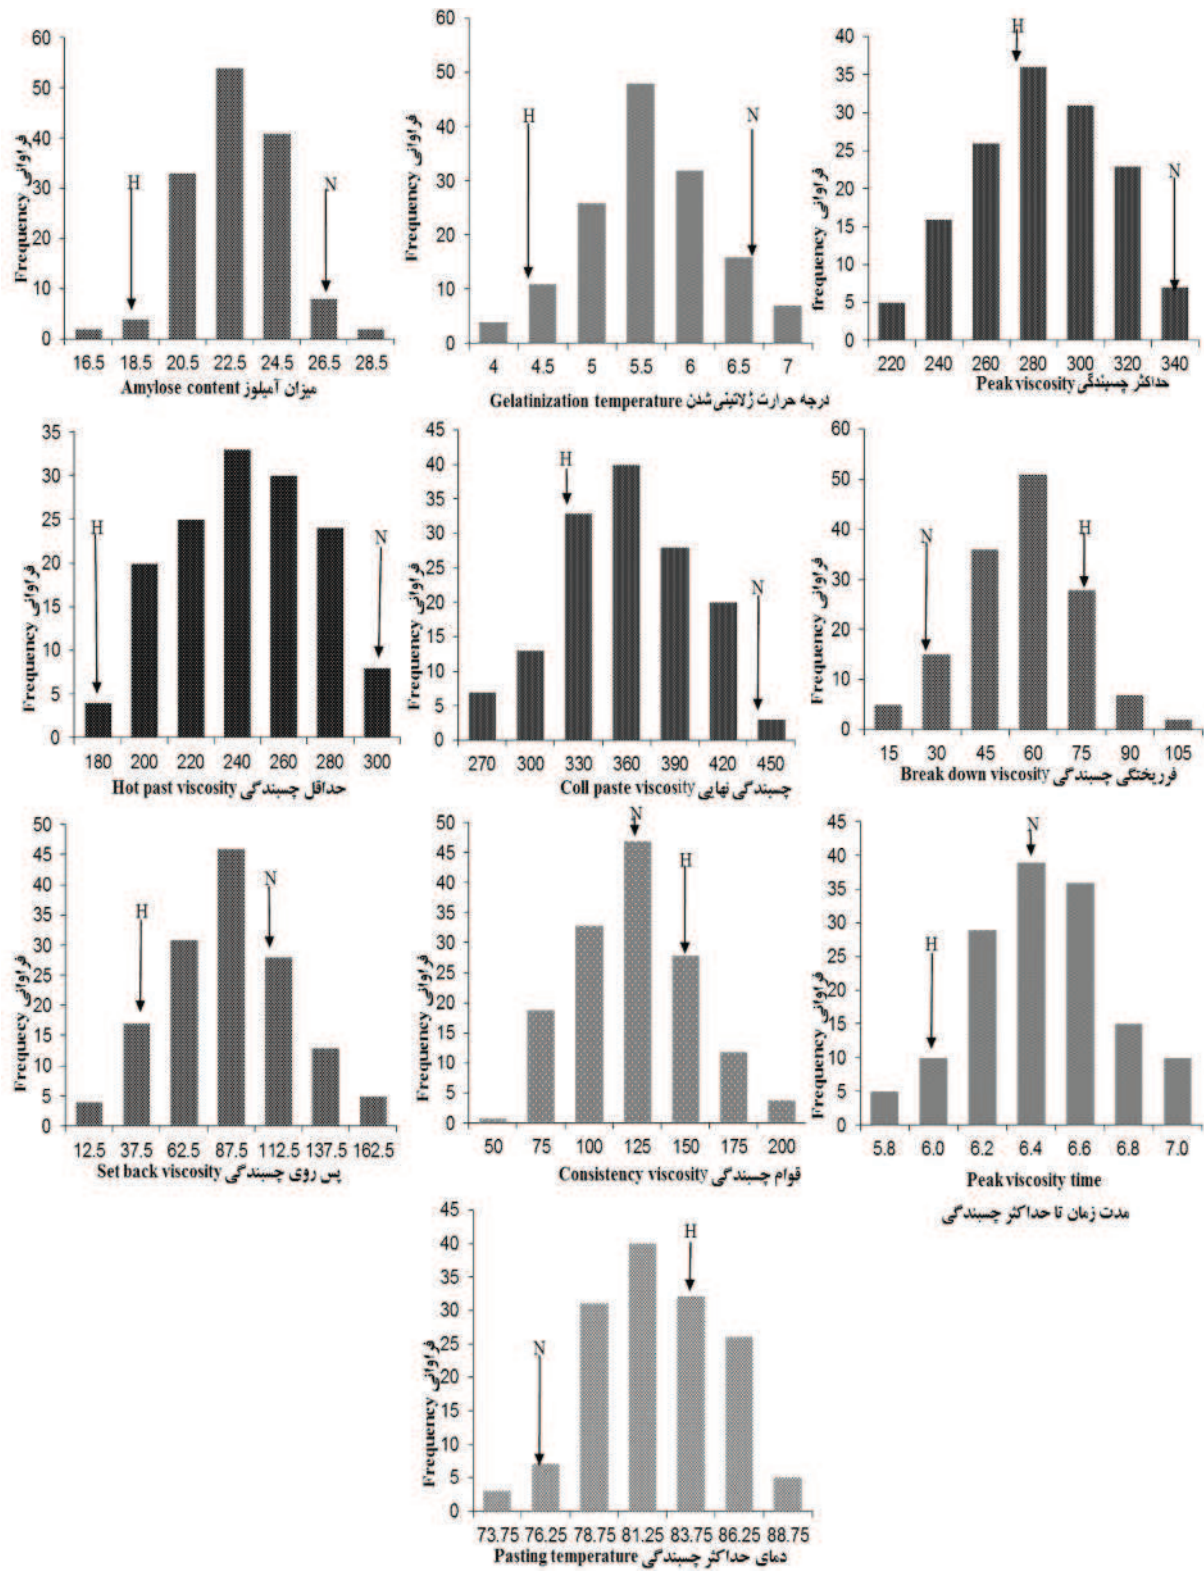 60
50
40
30
20
10
0
Frequency فراوانی
H
N
16.5 18.5 20.5 22.5 24.5 26.5 28.5
Amylose content میزان آمیلوز
60
50
40
30
20
10
0
Frequency فراوانی
H
N
4 4.5 5 5.5 6 6.5 7
Gelatinization temperature درجه حرارت ژلاتینی شدن
40
35
30
25
20
15
10
5
0
frequency فراوانی
H
N
220 240 260 280 300 320 340
Peak viscosity حداکثر چسبندگی
35
30
25
20
15
10
5
0
Frequency فراوانی
H
N
180 200 220 240 260 280 300
Hot past viscosity حداقل چسبندگی
45
40
35
30
25
20
15
10
5
0
Frequency فراوانی
H
N
270 300 330 360 390 420 450
Coll paste viscosity چسبندگی نهایی
60
50
40
30
20
10
0
Frequency فراوانی
N
H
15 30 45 60 75 90 105
Break down viscosity فرریختگی چسبندگی
50
45
40
35
30
25
20
15
10
5
0
Frequecy فراوانی
H
N
12.5 37.5 62.5 87.5 112.5 137.5 162.5
Set back viscosity پس روی چسبندگی
50
45
40
35
30
25
20
15
10
5
0
Frequency فراوانی
N
H
50 75 100 125 150 175 200
Consistency viscosity قوام چسبندگی
45
40
35
30
25
20
15
10
5
0
Frequency فراوانی
H
N
5.8 6.0 6.2 6.4 6.6 6.8 7.0
Peak viscosity time
مدت زمان تا حداکثر چسبندگی
45
40
35
30
25
20
15
10
5
0
Frequency فراوانی
N
H
73.75 76.25 78.75 81.25 83.75 86.25 88.75
Pasting temperature دمای حداکثر چسبندگی